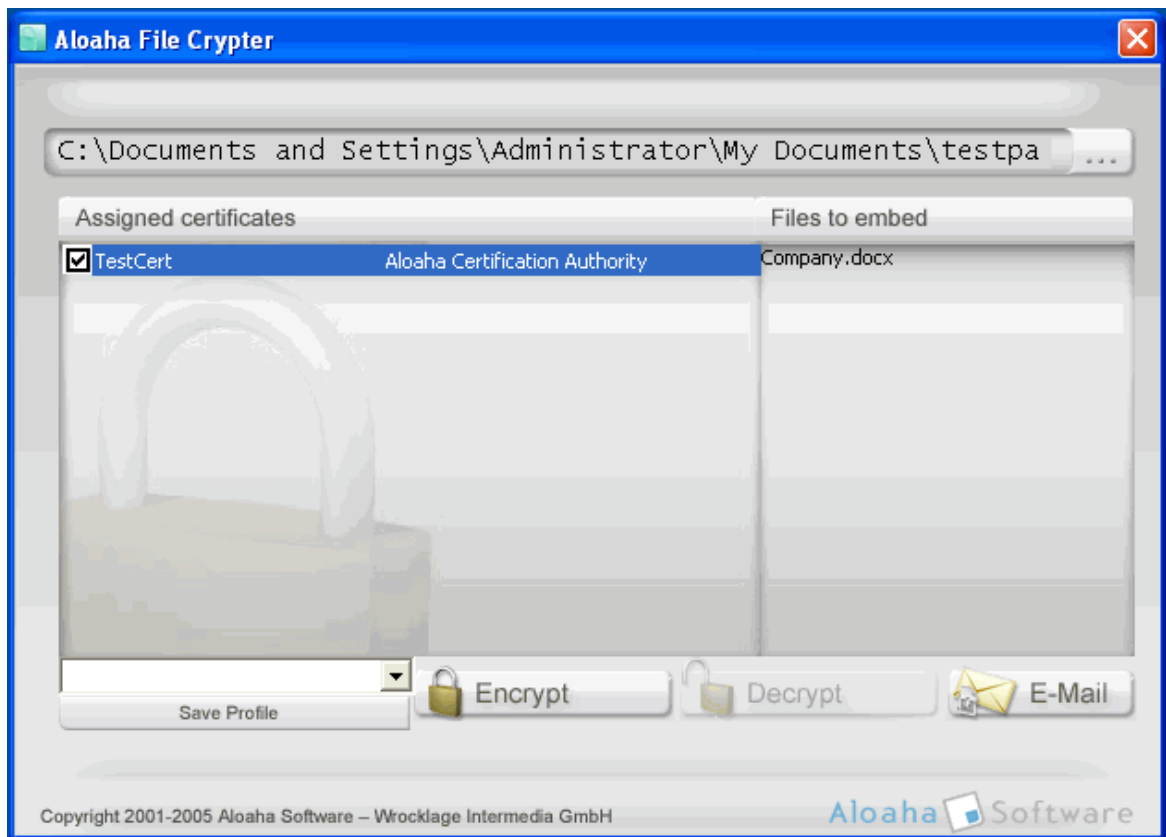 Aloaha File Crypter
C:\Documents and Settings\Administrator\My Documents\testpa ...
Assigned certificates Files to embed
TestCert Aloaha Certification Authority Company.docx
Encrypt Decrypt E-Mail
Save Profile
Copyright 2001-2005 Aloaha Software – Wrocklage Intermedia GmbH Aloaha Software